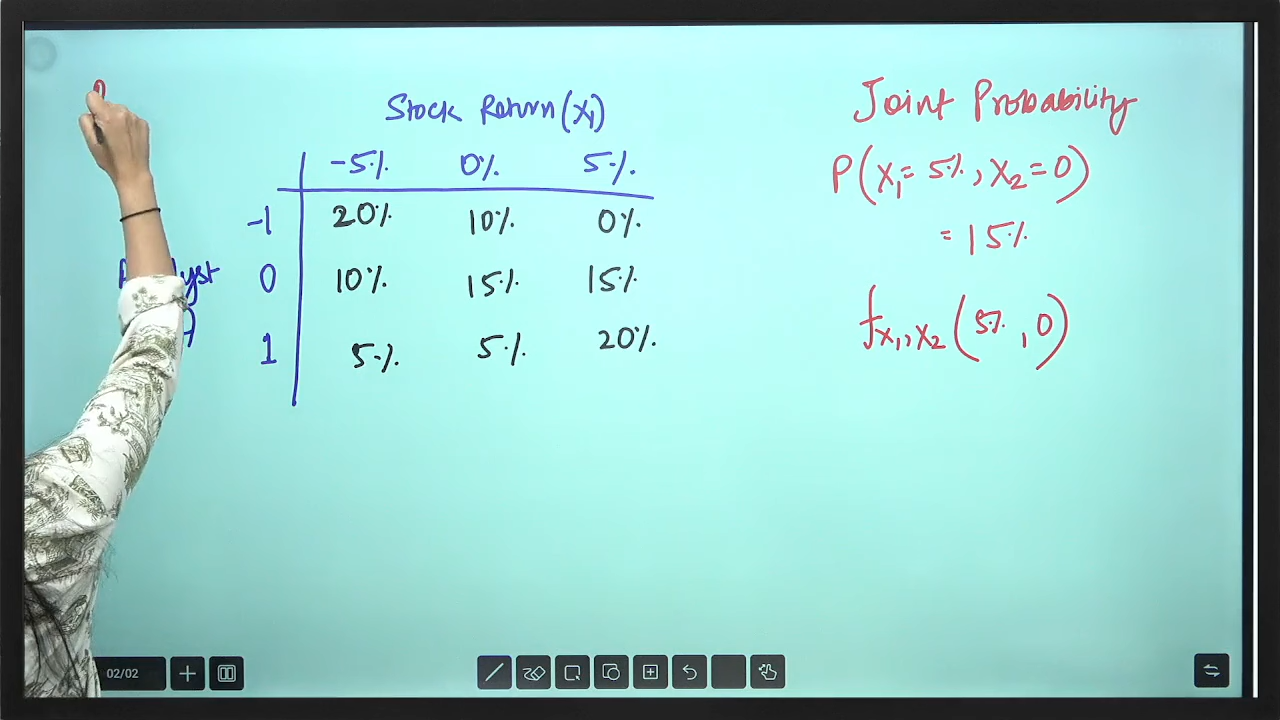 Stock Return (X₁)
-5% 0% 5%
-1 20% 10% 0%
0 10% 15% 15%
1 5% 5% 20%
Joint Probability
P(X₁ = 5%, X₂ = 0)
= 15%
f X₁, X₂ (5%, 0)
02/02